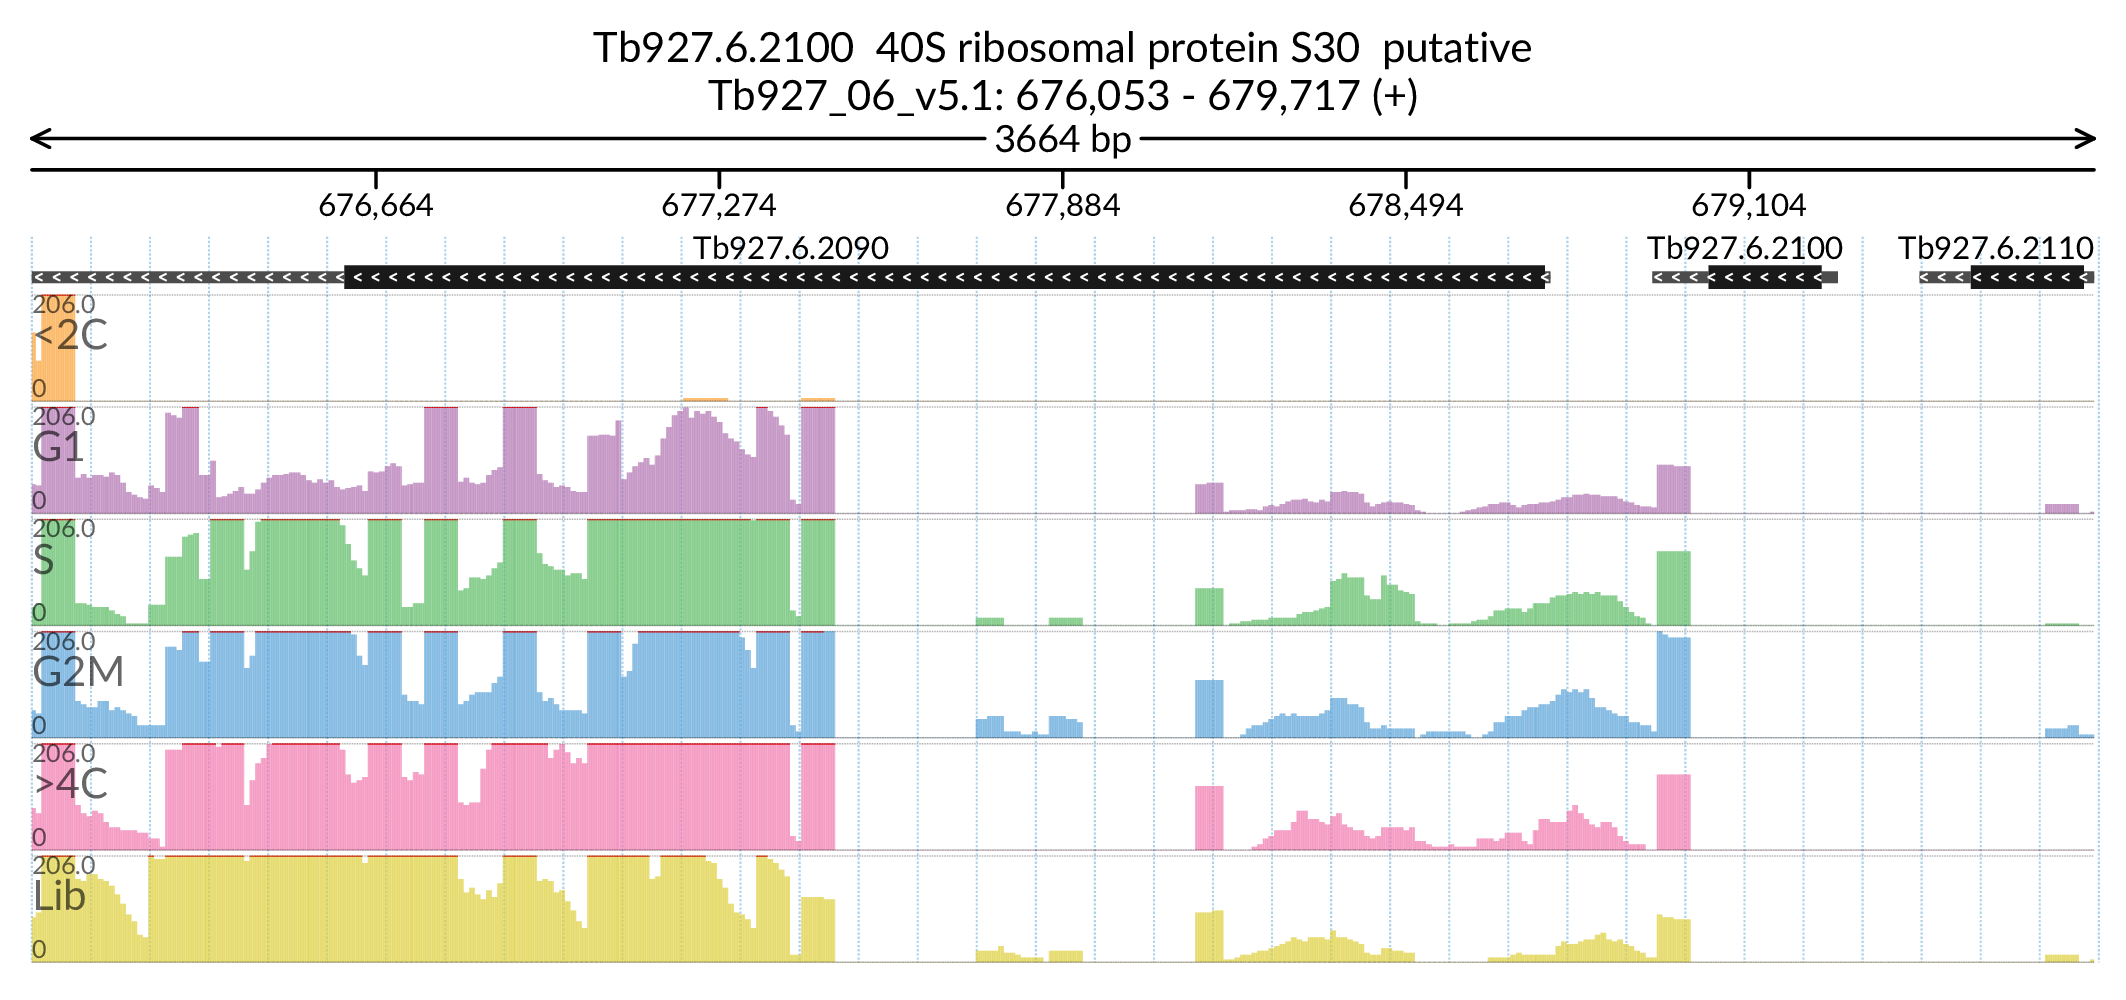 Tb927.6.2100  40S ribosomal protein S30  putative
Tb927_06_v5.1: 676,053 - 679,717 (+)
3664 bp
676,664 677,274 677,884 678,494 679,104
Tb927.6.2090 Tb927.6.2100 Tb927.6.2110
206.0
<2C
0
206.0
G1
0
206.0
S
0
206.0
G2M
0
206.0
>4C
0
206.0
Lib
0